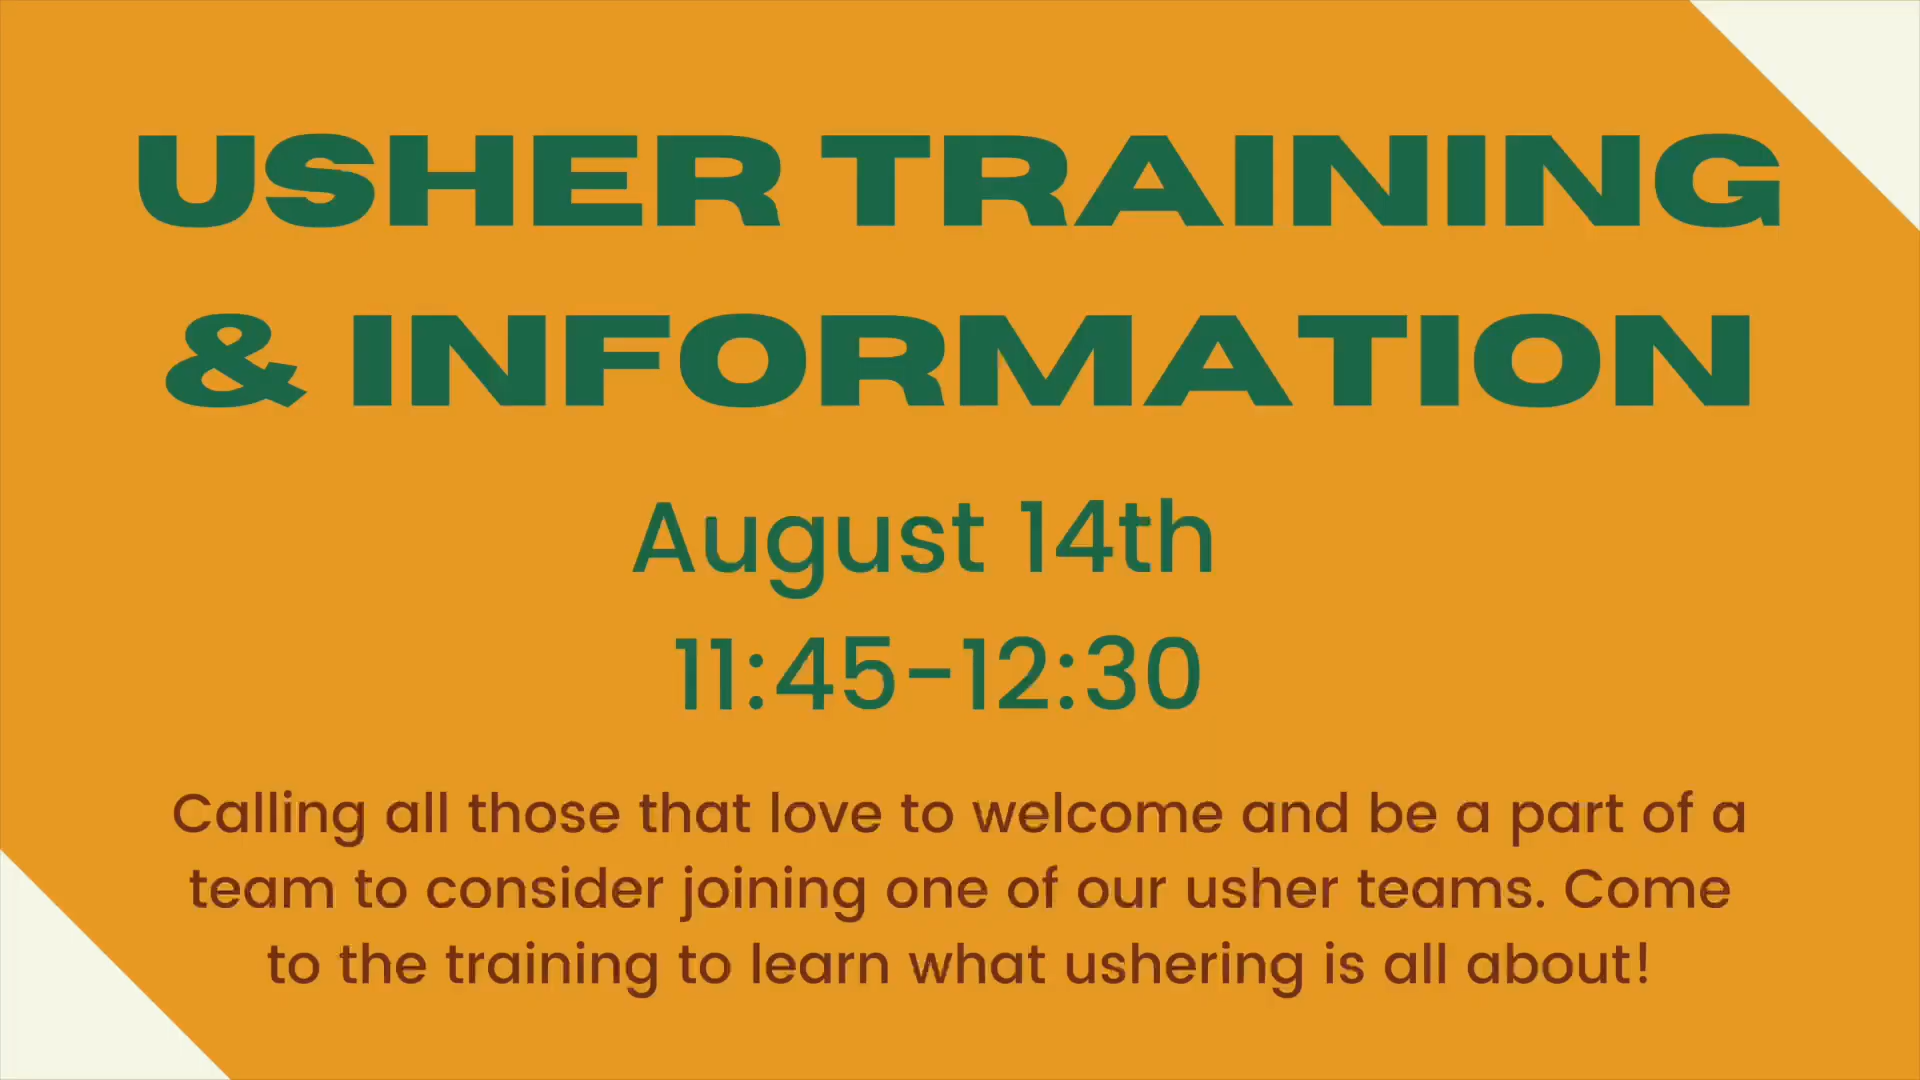 USHER TRAINING
& INFORMATION
August 14th
11:45-12:30
Calling all those that love to welcome and be a part of a
team to consider joining one of our usher teams. Come
to the training to learn what ushering is all about!